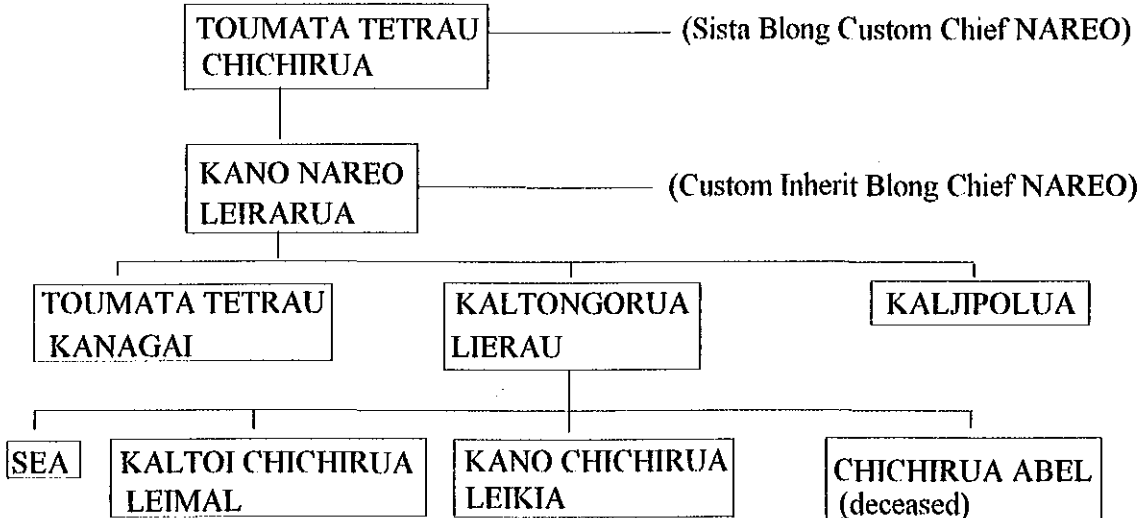 TOUMATA TETRAU
CHICHIRUA
(Sista Blong Custom Chief NAREO)
KANO NAREO
LEIRARUA
(Custom Inherit Blong Chief NAREO)
TOUMATA TETRAU
KANAGAI
KALTONGORUA
LIERAU
KALJIPOLUA
SEA
KALTOI CHICHIRUA
LEIMAL
KANO CHICHIRUA
LEIKIA
CHICHIRUA ABEL
(deceased)